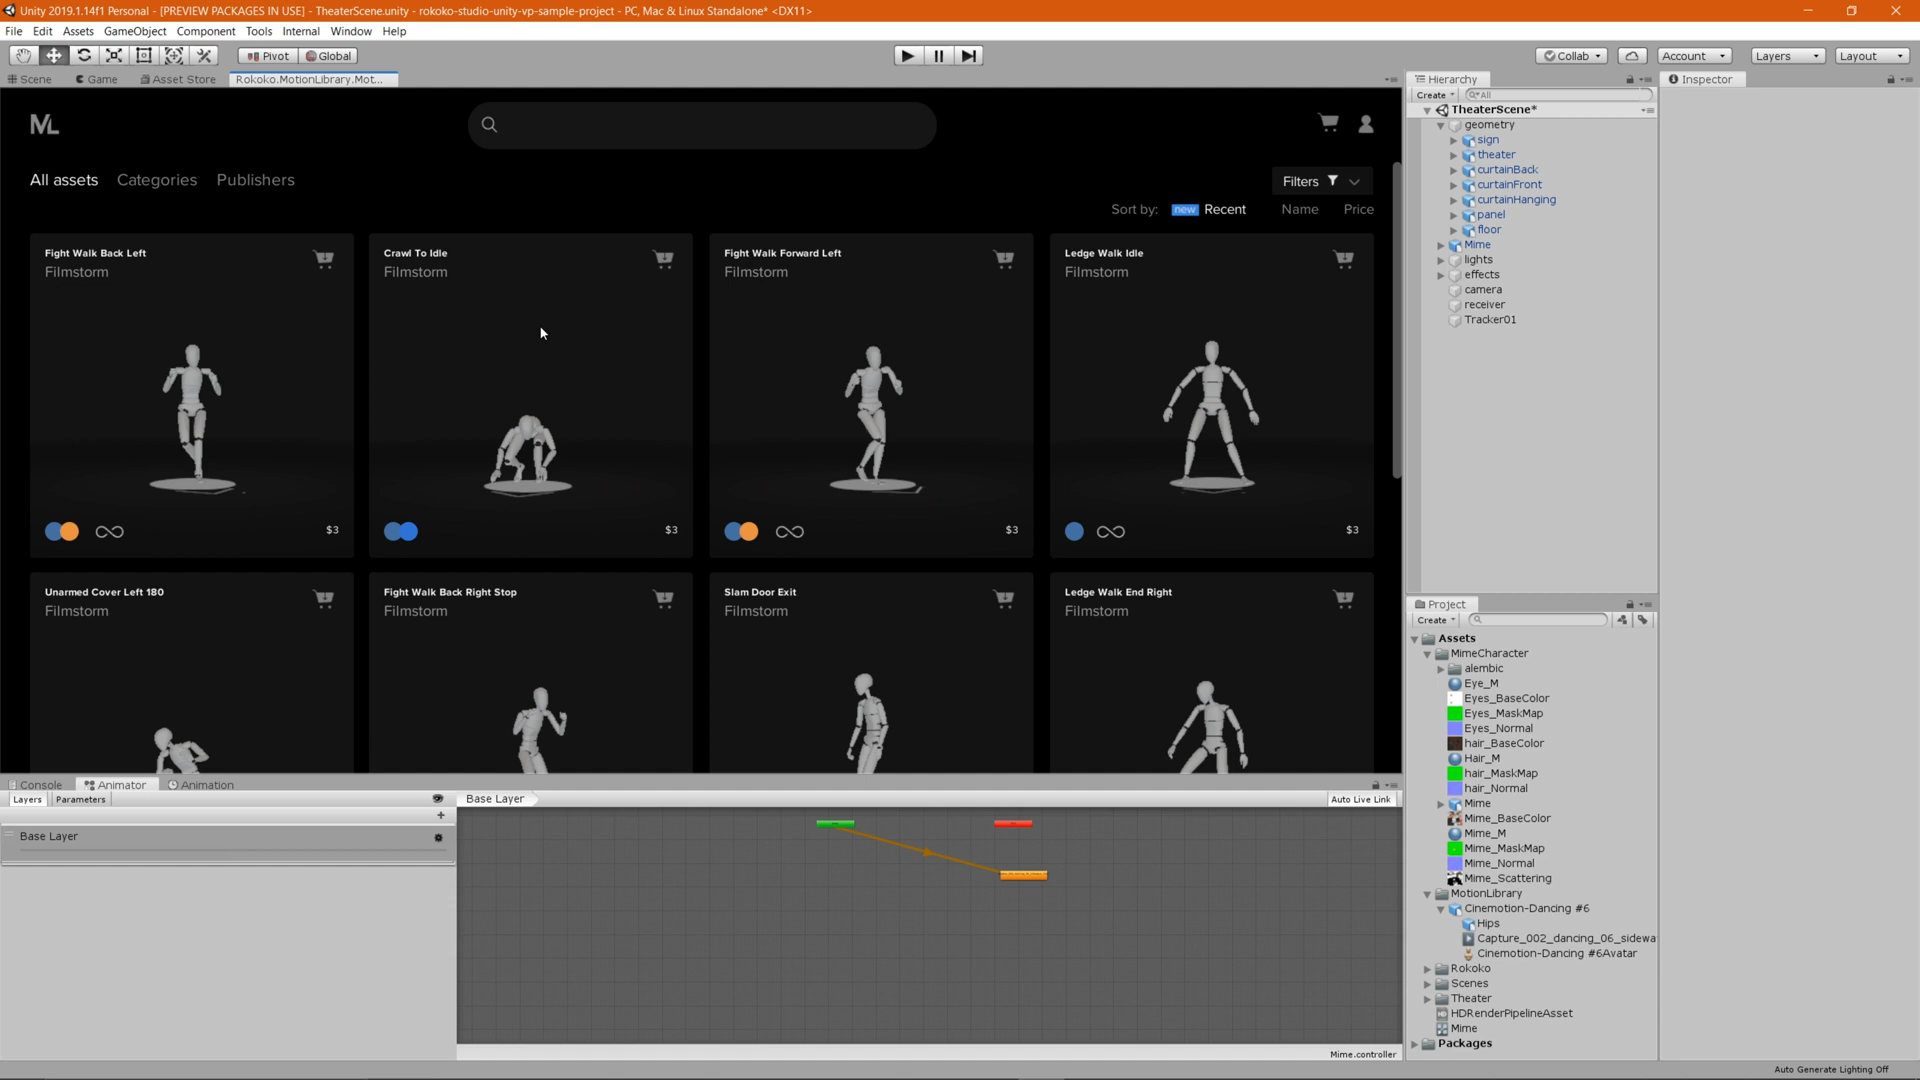 Unity 2019.1.14f1 Personal - [PREVIEW PACKAGES IN USE] - TheaterScene.unity - rokoko-studio-unity-vp-sample-project - PC, Mac & Linux Standalone* <DX11>
File Edit Assets GameObject Component Tools Internal Window Help
Pivot Global Collab Account Layers Layout
Scene Game Asset Store Rokoko.MotionLibrary.Mot...
ML
All assets Categories Publishers
Filters
Sort by: new Recent Name Price
Fight Walk Back Left
Filmstorm
$3
Crawl To Idle
Filmstorm
$3
Fight Walk Forward Left
Filmstorm
$3
Ledge Walk Idle
Filmstorm
$3
Unarmed Cover Left 180
Filmstorm
Fight Walk Back Right Stop
Filmstorm
Slam Door Exit
Filmstorm
Ledge Walk End Right
Filmstorm
Console Animator Animation
Layers Parameters
Base Layer
Base Layer
Auto Live Link
Mime.controller
Hierarchy
Create All
TheaterScene*
geometry
sign
theater
curtainBack
curtainFront
curtainHanging
panel
floor
Mime
lights
effects
camera
receiver
Tracker01
Project
Create
Assets
MimeCharacter
alembic
Eye_M
Eyes_BaseColor
Eyes_MaskMap
Eyes_Normal
hair_BaseColor
Hair_M
hair_MaskMap
hair_Normal
Mime
Mime_BaseColor
Mime_M
Mime_MaskMap
Mime_Normal
Mime_Scattering
MotionLibrary
Cinemotion-Dancing #6
Hips
Capture_002_dancing_06_sidewa
Cinemotion-Dancing #6Avatar
Rokoko
Scenes
Theater
HDRenderPipelineAsset
Mime
Packages
Inspector
Auto Generate Lighting Off